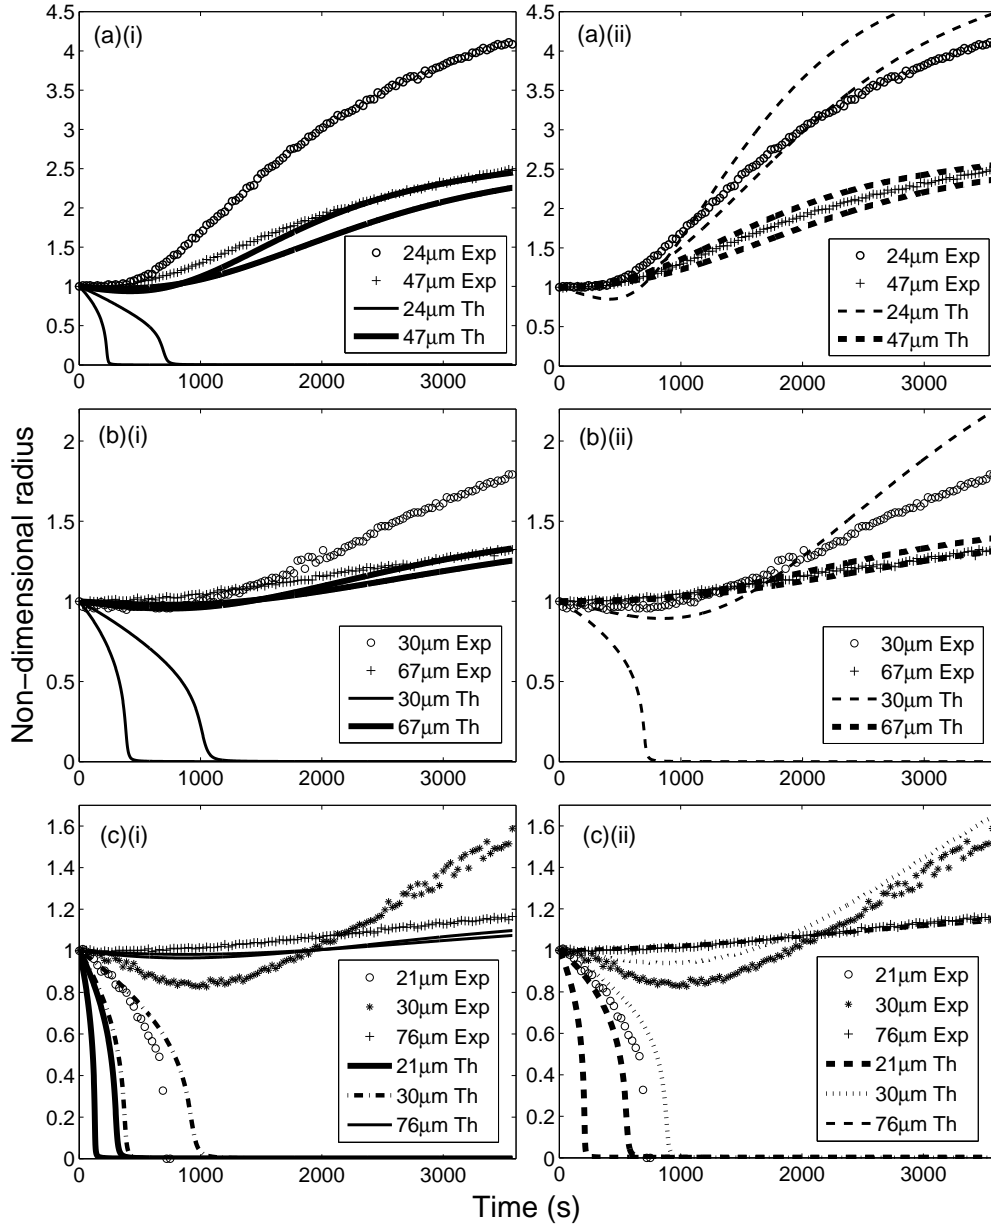 (a)(i)
4.5
4
3.5
3
2.5
2
1.5
1
0.5
0
0 1000 2000 3000
24μm Exp
47μm Exp
24μm Th
47μm Th
(a)(ii)
4.5
4
3.5
3
2.5
2
1.5
1
0.5
0
0 1000 2000 3000
24μm Exp
47μm Exp
24μm Th
47μm Th
Non−dimensional radius
(b)(i)
2
1.5
1
0.5
0
0 1000 2000 3000
30μm Exp
67μm Exp
30μm Th
67μm Th
(b)(ii)
2
1.5
1
0.5
0
0 1000 2000 3000
30μm Exp
67μm Exp
30μm Th
67μm Th
(c)(i)
1.6
1.4
1.2
1
0.8
0.6
0.4
0.2
0
0 1000 2000 3000
21μm Exp
30μm Exp
76μm Exp
21μm Th
30μm Th
76μm Th
(c)(ii)
1.6
1.4
1.2
1
0.8
0.6
0.4
0.2
0
0 1000 2000 3000
21μm Exp
30μm Exp
76μm Exp
21μm Th
30μm Th
76μm Th
Time (s)